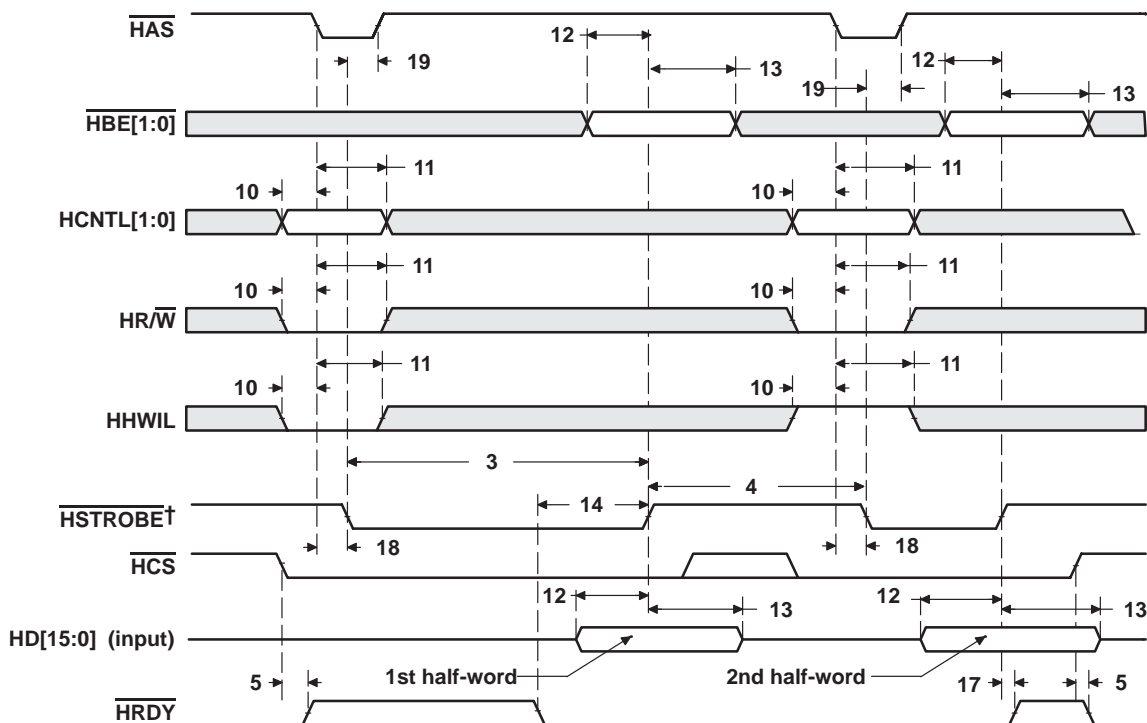 HAS
12
19
13
12
19
13
HBE[1:0]
11
11
10
10
HCNTL[1:0]
11
11
10
10
HR/W
11
11
10
10
HHWIL
3
4
14
HSTROBE†
18
18
HCS
12
13
12
13
HD[15:0] (input)
1st half-word
2nd half-word
5
17
5
HRDY